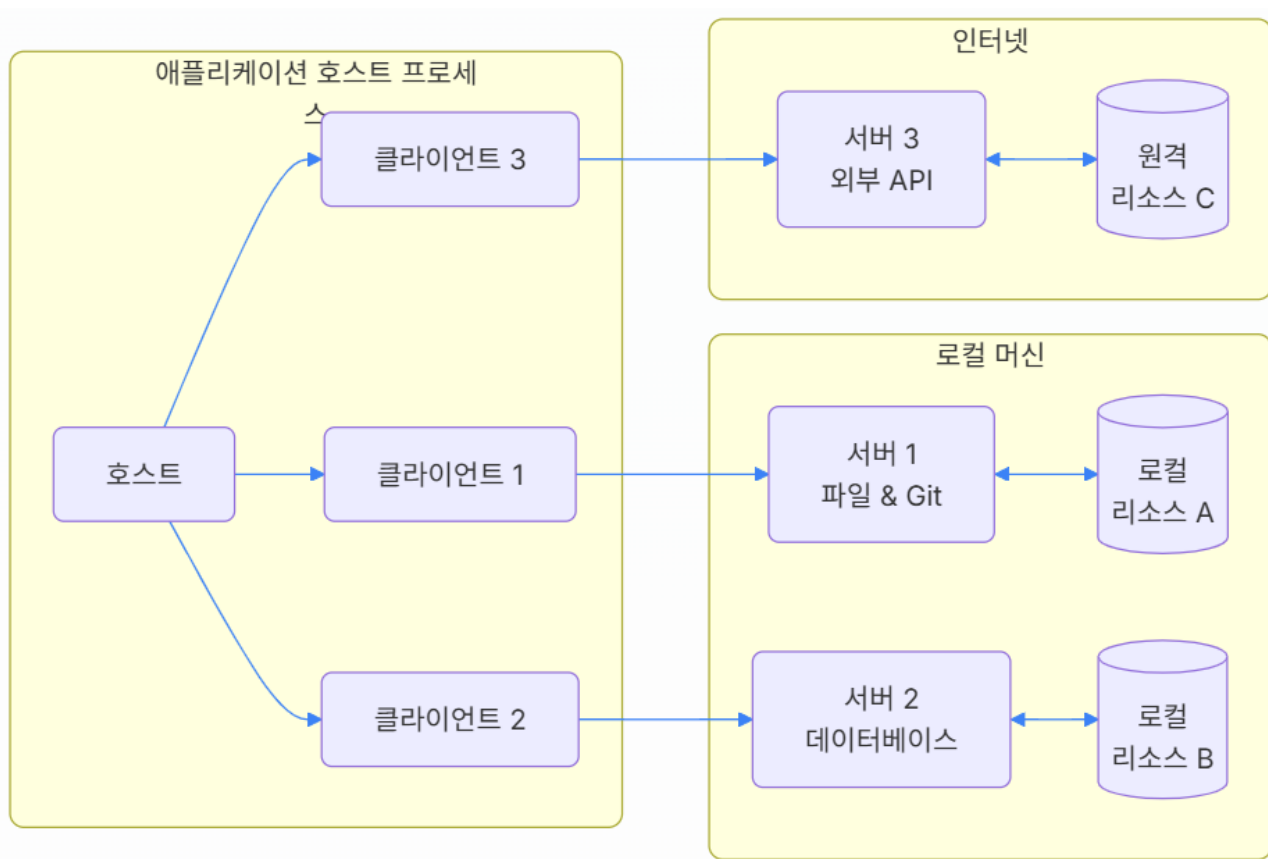 애플리케이션 호스트 프로세
스
클라이언트 3
호스트
클라이언트 1
클라이언트 2
인터넷
서버 3
외부 API
원격
리소스 C
로컬 머신
서버 1
파일 & Git
로컬
리소스 A
서버 2
데이터베이스
로컬
리소스 B